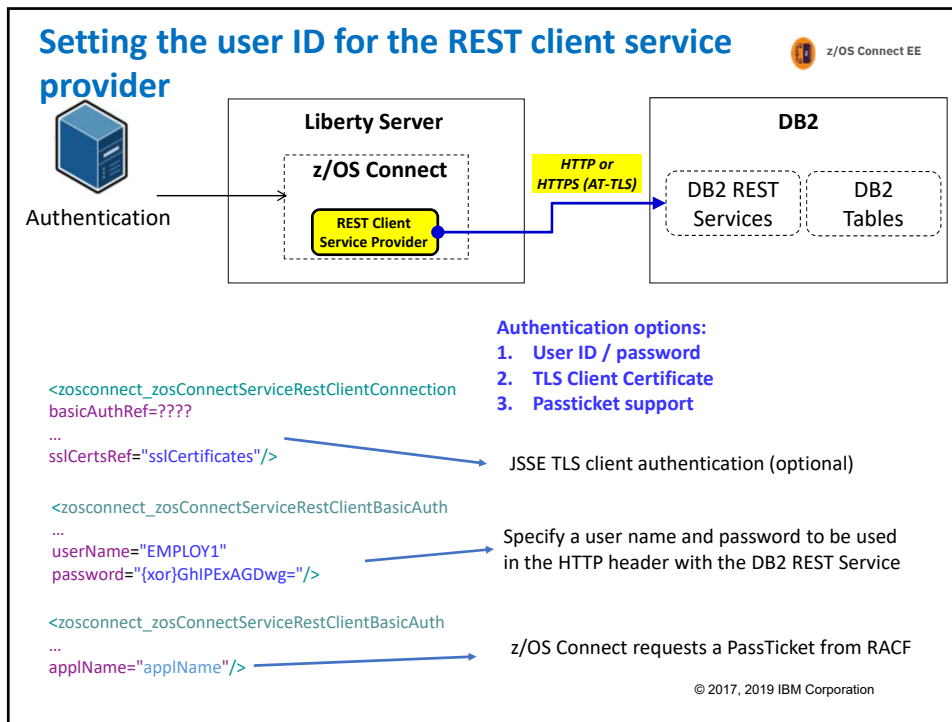 Setting the user ID for the REST client service
provider
z/OS Connect EE
Authentication
Liberty Server
z/OS Connect
REST Client
Service Provider
HTTP or
HTTPS (AT-TLS)
DB2
DB2 REST
Services
DB2
Tables
Authentication options:
1. User ID / password
2. TLS Client Certificate
3. Passticket support
<zosconnect_zosConnectServiceRestClientConnection
basicAuthRef=????
...
sslCertsRef="sslCertificates"/>
JSSE TLS client authentication (optional)
<zosconnect_zosConnectServiceRestClientBasicAuth
...
userName="EMPLOY1"
password="{xor}GhIPExAGDwg="/>
Specify a user name and password to be used
in the HTTP header with the DB2 REST Service
<zosconnect_zosConnectServiceRestClientBasicAuth
...
applName="applName"/>
z/OS Connect requests a PassTicket from RACF
© 2017, 2019 IBM Corporation